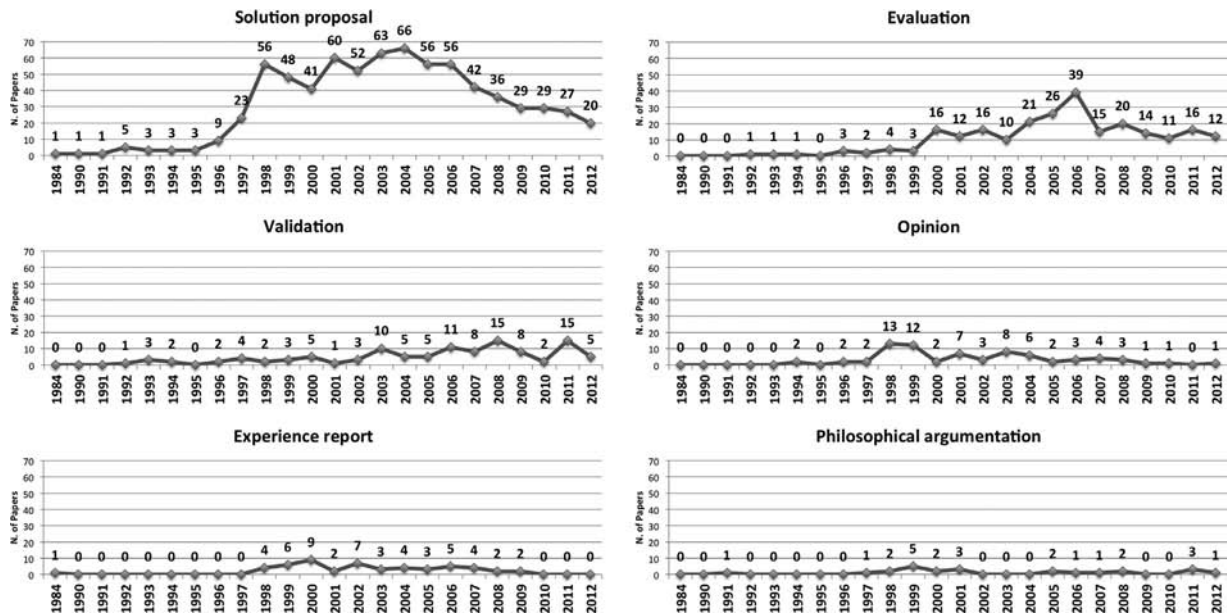 Solution proposal
N. of Papers
70
60
50
40
30
20
10
0
1 1 1 5 3 3 3 9 23 56 48 41 60 52 63 66 56 56 42 36 29 29 27 20
1984 1990 1991 1992 1993 1994 1995 1996 1997 1998 1999 2000 2001 2002 2003 2004 2005 2006 2007 2008 2009 2010 2011 2012
Evaluation
N. of Papers
70
60
50
40
30
20
10
0
0 0 0 1 1 1 0 3 2 4 3 16 12 16 10 21 26 39 15 20 14 11 16 12
1984 1990 1991 1992 1993 1994 1995 1996 1997 1998 1999 2000 2001 2002 2003 2004 2005 2006 2007 2008 2009 2010 2011 2012
Validation
N. of Papers
70
60
50
40
30
20
10
0
0 0 0 1 3 2 0 2 4 2 3 5 1 3 10 5 5 11 8 15 8 2 15 5
1984 1990 1991 1992 1993 1994 1995 1996 1997 1998 1999 2000 2001 2002 2003 2004 2005 2006 2007 2008 2009 2010 2011 2012
Opinion
N. of Papers
70
60
50
40
30
20
10
0
0 0 0 0 0 2 0 2 2 13 12 2 7 3 8 6 2 3 4 3 1 1 0 1
1984 1990 1991 1992 1993 1994 1995 1996 1997 1998 1999 2000 2001 2002 2003 2004 2005 2006 2007 2008 2009 2010 2011 2012
Experience report
N. of Papers
70
60
50
40
30
20
10
0
1 0 0 0 0 0 0 0 0 4 6 9 2 7 3 4 3 5 4 2 2 0 0 0
1984 1990 1991 1992 1993 1994 1995 1996 1997 1998 1999 2000 2001 2002 2003 2004 2005 2006 2007 2008 2009 2010 2011 2012
Philosophical argumentation
N. of Papers
70
60
50
40
30
20
10
0
0 0 1 0 0 0 0 0 1 2 5 2 3 0 0 0 2 1 1 2 0 0 3 1
1984 1990 1991 1992 1993 1994 1995 1996 1997 1998 1999 2000 2001 2002 2003 2004 2005 2006 2007 2008 2009 2010 2011 2012